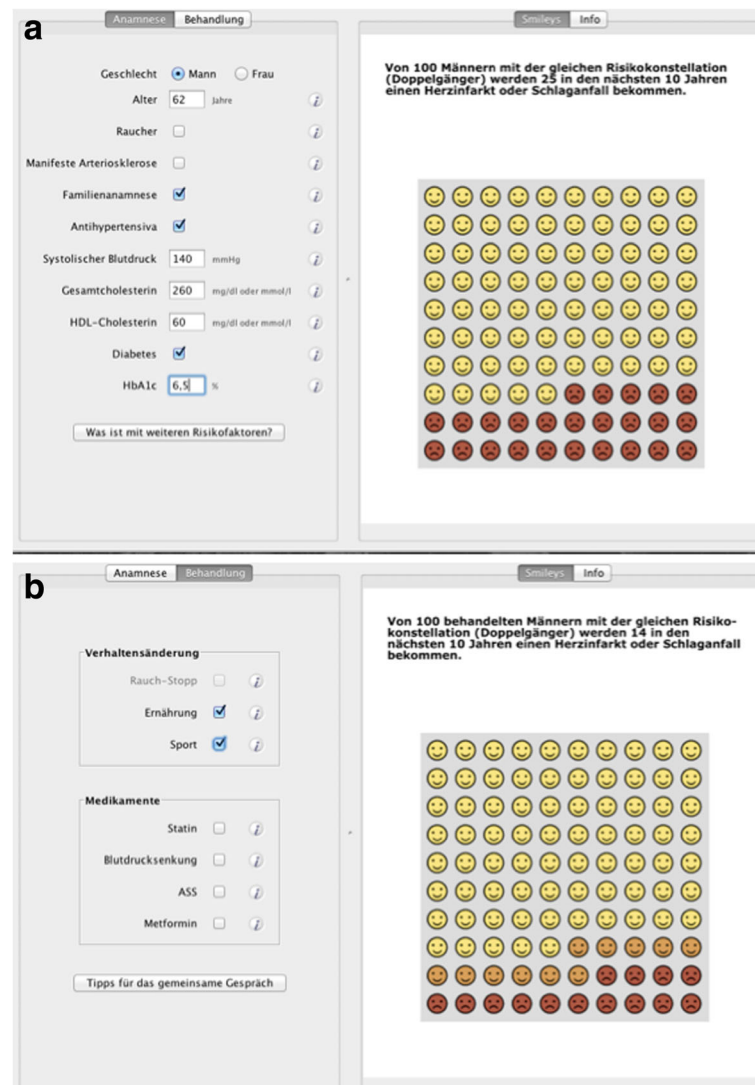 a
Anamnese Behandlung
Smileys Info
Geschlecht Mann Frau
Alter 62 Jahre
Raucher
Manifeste Arteriosklerose
Familienanamnese
Antihypertensiva
Systolischer Blutdruck 140 mmHg
Gesamtcholesterin 260 mg/dl oder mmol/l
HDL-Cholesterin 60 mg/dl oder mmol/l
Diabetes
HbA1c 6,5 %
Was ist mit weiteren Risikofaktoren?
Von 100 Männern mit der gleichen Risikokonstellation
(Doppelgänger) werden 25 in den nächsten 10 Jahren
einen Herzinfarkt oder Schlaganfall bekommen.
b
Anamnese Behandlung
Smileys Info
Verhaltensänderung
Rauch-Stopp
Ernährung
Sport
Medikamente
Statin
Blutdrucksenkung
ASS
Metformin
Tipps für das gemeinsame Gespräch
Von 100 behandelten Männern mit der gleichen Risiko-
konstellation (Doppelgänger) werden 14 in den
nächsten 10 Jahren einen Herzinfarkt oder Schlaganfall
bekommen.